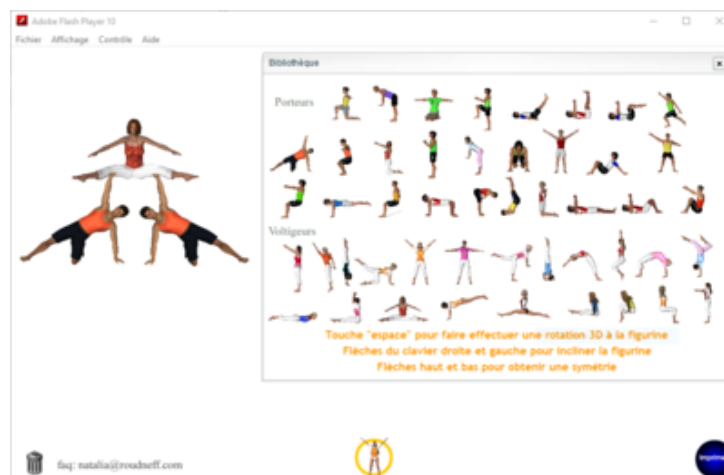 Adobe Flash Player 10
Fichier Affichage Contrôle Aide
Bibliothèque
Porteurs
Voltigeurs
Touche "espace" pour faire effectuer une rotation 3D à la figurine
Flèches du clavier droite et gauche pour incliner la figurine
Flèches haut et bas pour obtenir une symétrie
faq: natalia@roudneff.com